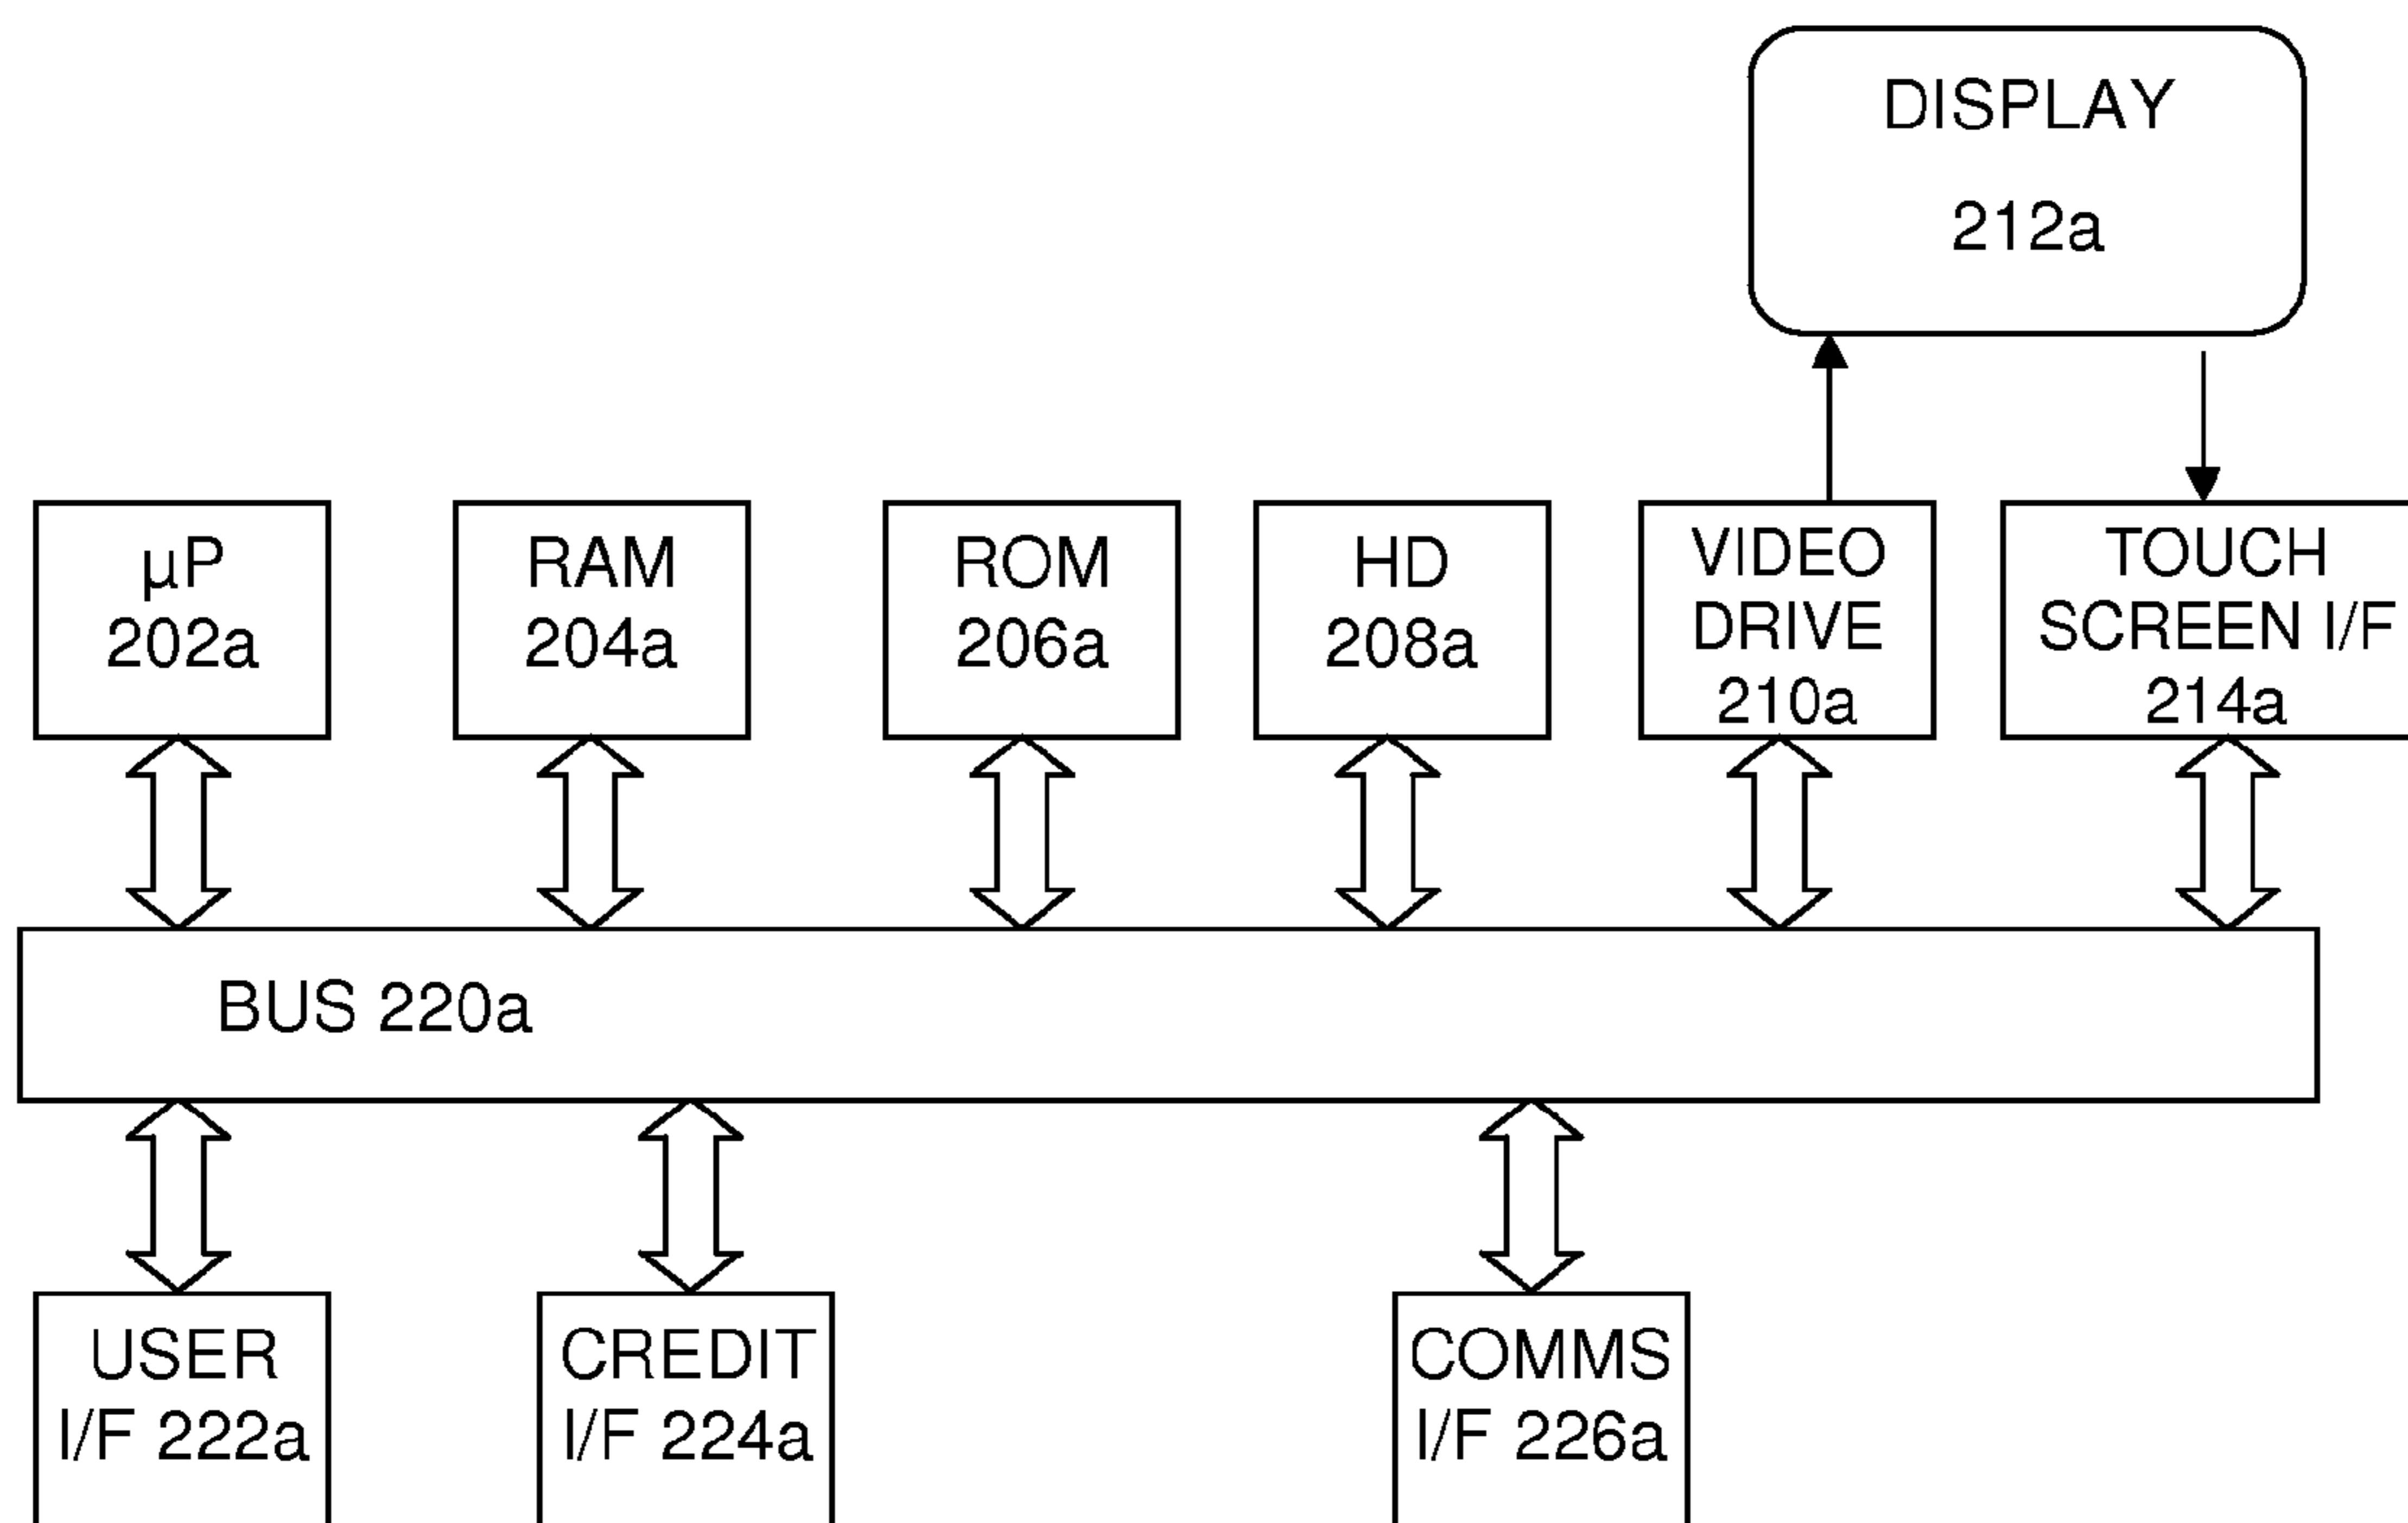 DISPLAY
212a
µP
202a
RAM
204a
ROM
206a
HD
208a
VIDEO
DRIVE
210a
TOUCH
SCREEN I/F
214a
BUS 220a
USER
I/F 222a
CREDIT
I/F 224a
COMMS
I/F 226a